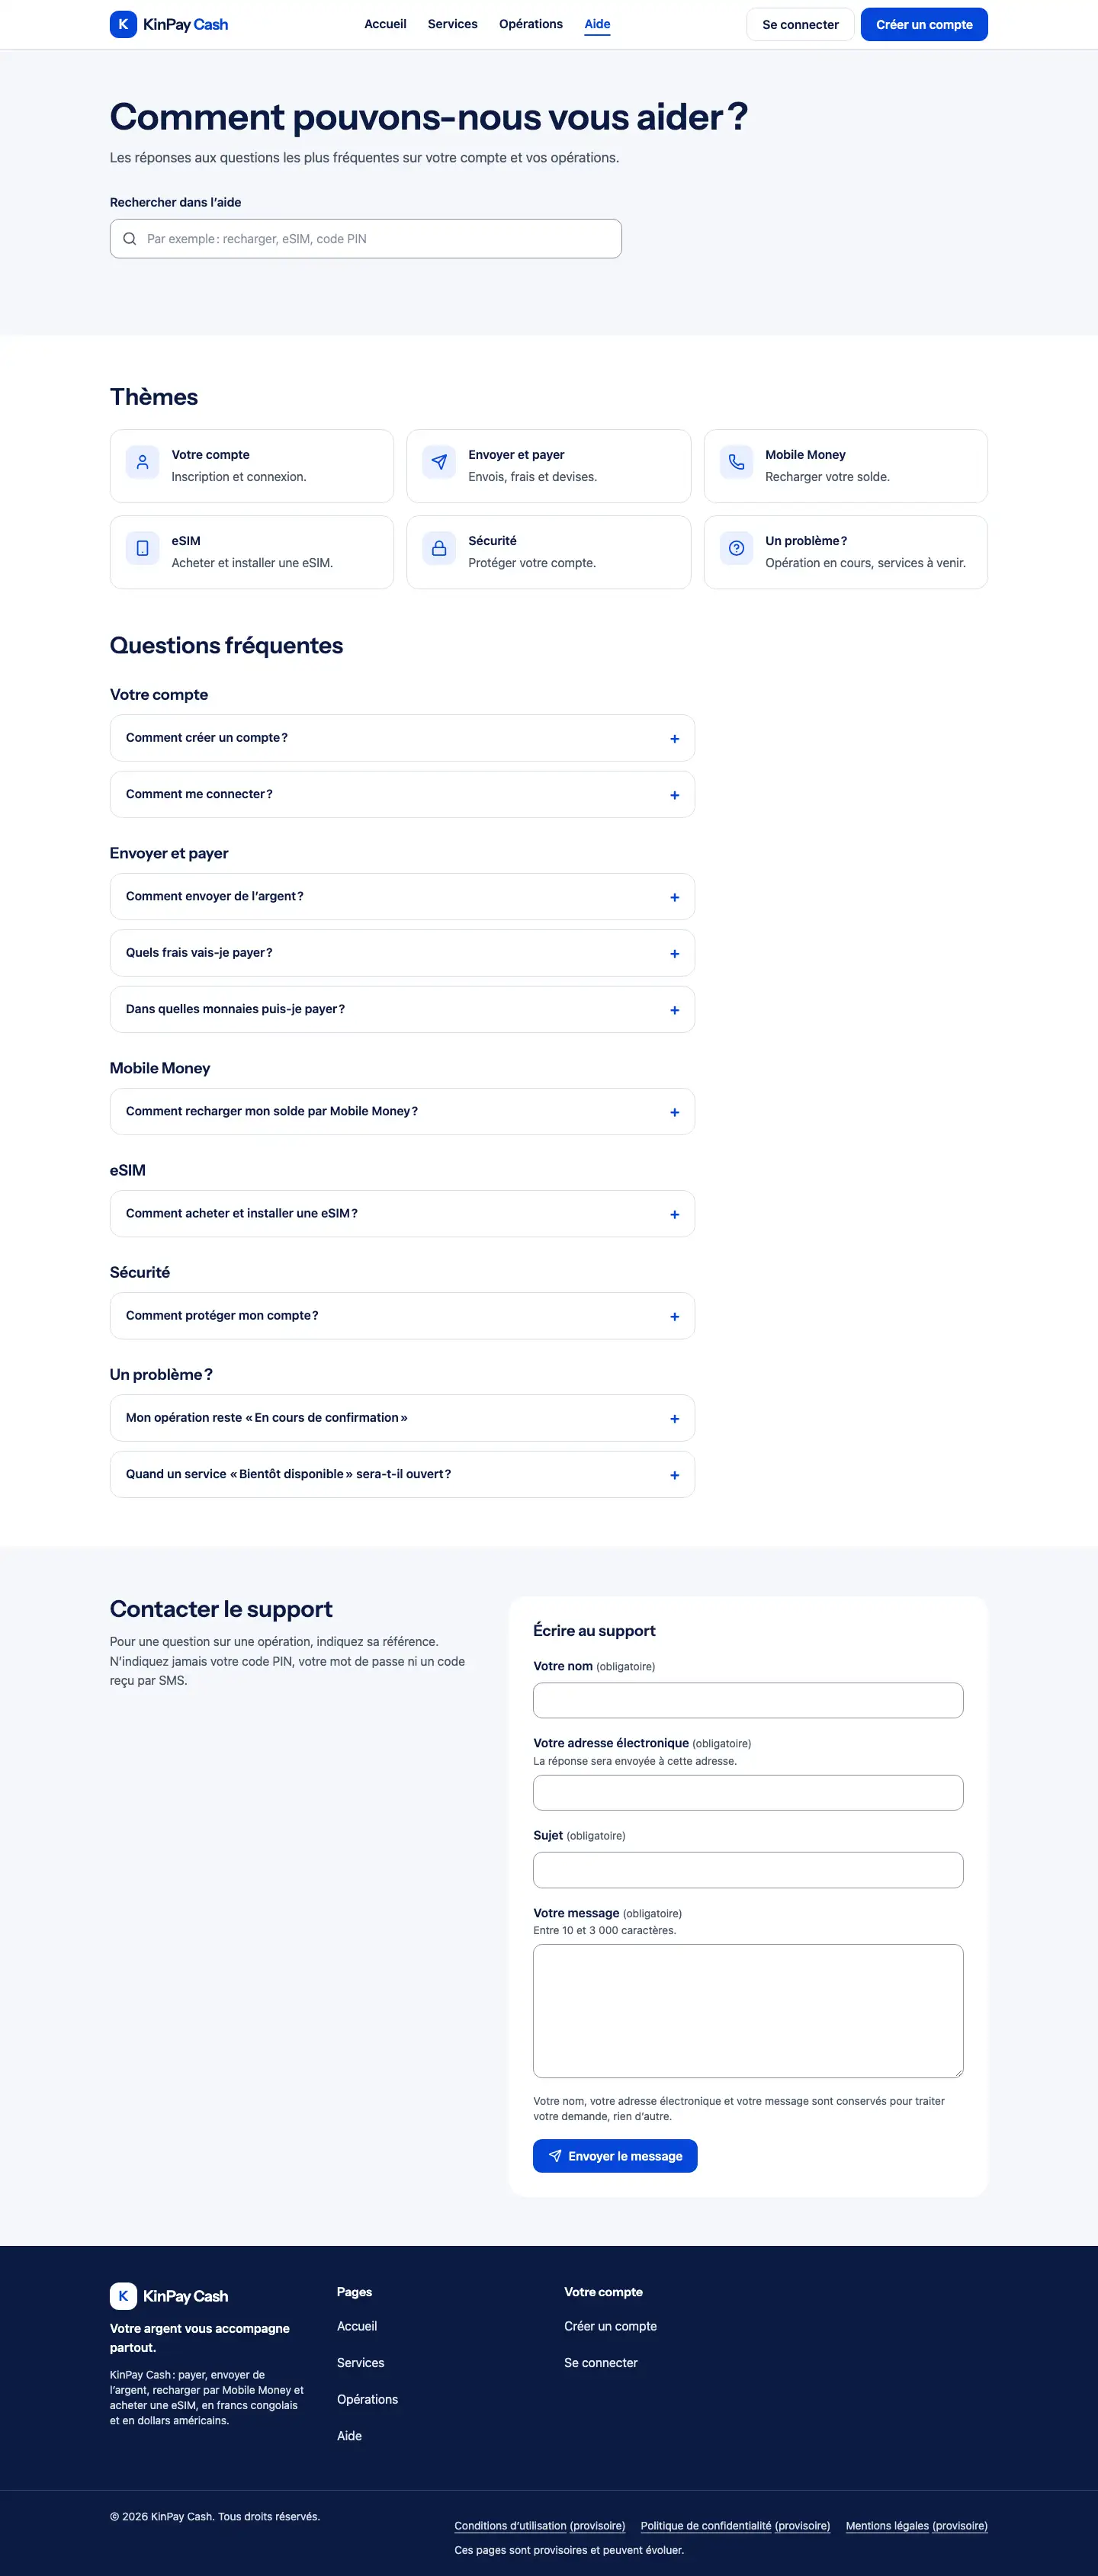 K KinPay Cash
Accueil
Services
Opérations
Aide
Se connecter
Créer un compte
Comment pouvons-nous vous aider ?
Les réponses aux questions les plus fréquentes sur votre compte et vos opérations.
Rechercher dans l’aide
Par exemple : recharger, eSIM, code PIN
Thèmes
Votre compte
Inscription et connexion.
Envoyer et payer
Envois, frais et devises.
Mobile Money
Recharger votre solde.
eSIM
Acheter et installer une eSIM.
Sécurité
Protéger votre compte.
Un problème ?
Opération en cours, services à venir.
Questions fréquentes
Votre compte
Comment créer un compte ? +
Comment me connecter ? +
Envoyer et payer
Comment envoyer de l’argent ? +
Quels frais vais-je payer ? +
Dans quelles monnaies puis-je payer ? +
Mobile Money
Comment recharger mon solde par Mobile Money ? +
eSIM
Comment acheter et installer une eSIM ? +
Sécurité
Comment protéger mon compte ? +
Un problème ?
Mon opération reste « En cours de confirmation » +
Quand un service « Bientôt disponible » sera-t-il ouvert ? +
Contacter le support
Pour une question sur une opération, indiquez sa référence.
N’indiquez jamais votre code PIN, votre mot de passe ni un code
reçu par SMS.
Écrire au support
Votre nom (obligatoire)
Votre adresse électronique (obligatoire)
La réponse sera envoyée à cette adresse.
Sujet (obligatoire)
Votre message (obligatoire)
Entre 10 et 3 000 caractères.
Votre nom, votre adresse électronique et votre message sont conservés pour traiter
votre demande, rien d’autre.
Envoyer le message
K KinPay Cash
Votre argent vous accompagne
partout.
KinPay Cash : payer, envoyer de
l’argent, recharger par Mobile Money et
acheter une eSIM, en francs congolais
et en dollars américains.
Pages
Accueil
Services
Opérations
Aide
Votre compte
Créer un compte
Se connecter
© 2026 KinPay Cash. Tous droits réservés.
Conditions d’utilisation (provisoire)
Politique de confidentialité (provisoire)
Mentions légales (provisoire)
Ces pages sont provisoires et peuvent évoluer.